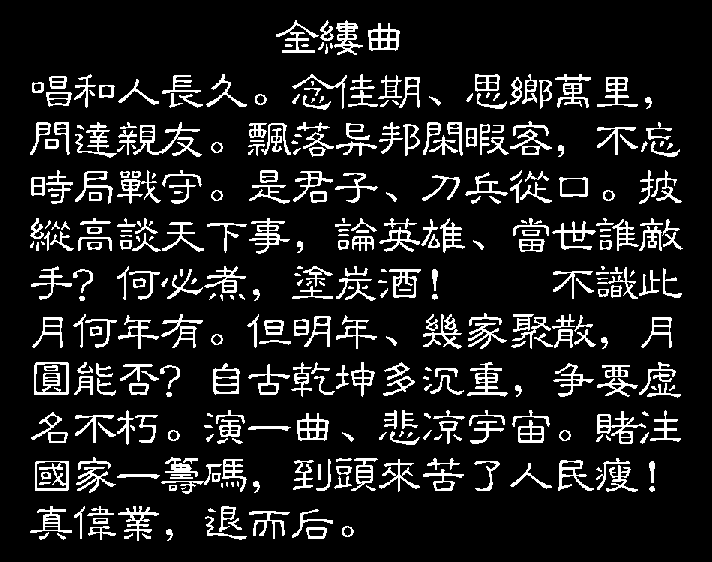 金縷曲
唱和人長久。念佳期、思鄉萬里，
問達親友。飄落异邦閑暇客，不忘
時局戰守。是君子、刀兵從口。披
縱高談天下事，論英雄、當世誰敵
手？何必煮，塗炭酒！　　不識此
月何年有。但明年、幾家聚散，月
圓能否？自古乾坤多沉重，争要虛
名不朽。演一曲、悲凉宇宙。賭注
國家一籌碼，到頭來苦了人民瘦！
真偉業，退而后。